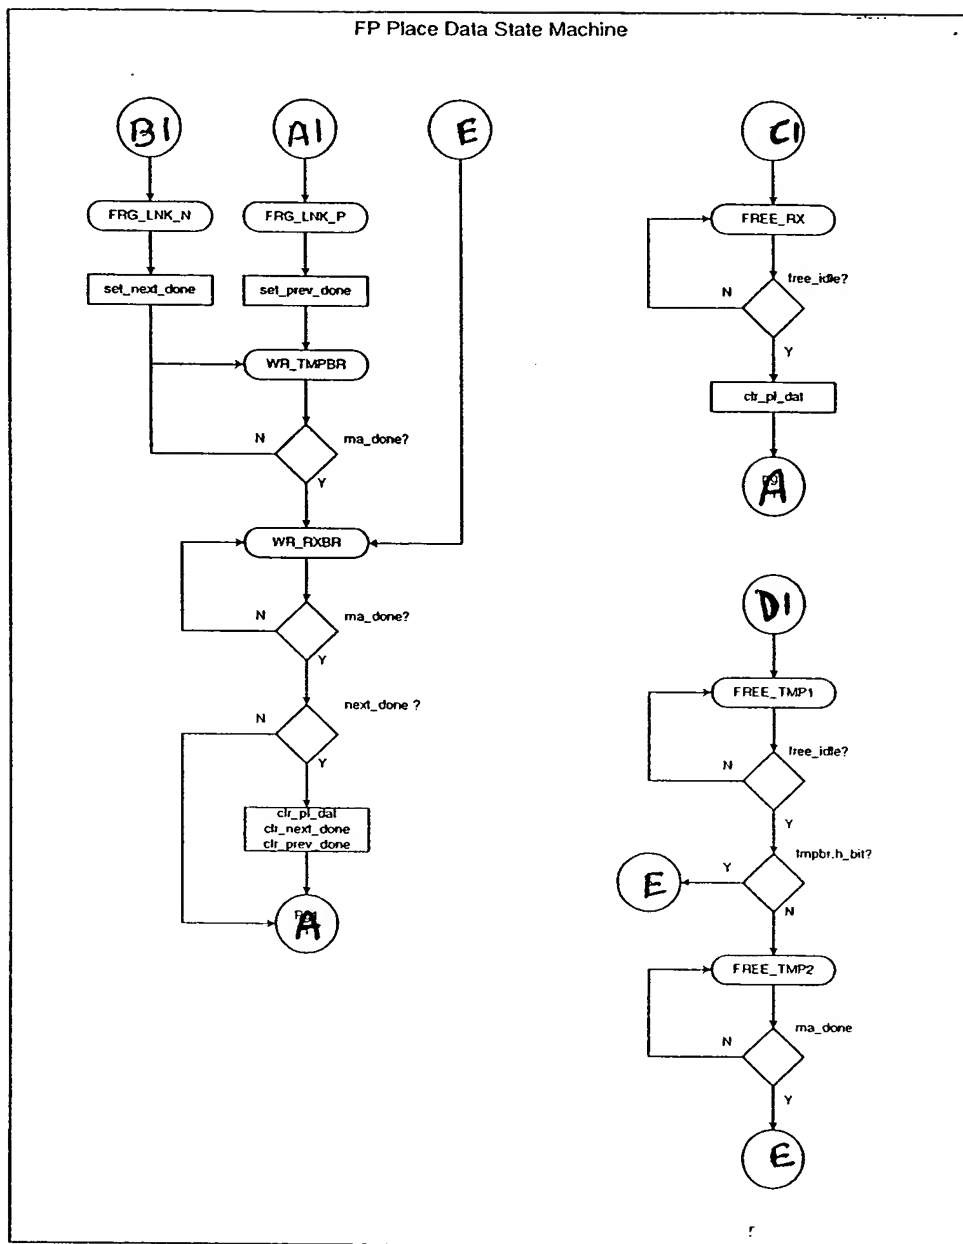 FP Place Data State Machine
B1
A1
E
FRG_LNK_N
FRG_LNK_P
set_next_done
set_prev_done
WR_TMPBR
N
ma_done?
Y
WR_RXBR
N
ma_done?
Y
next_done ?
N
Y
clr_pl_dat
clr_next_done
clr_prev_done
A
C1
FREE_RX
free_idle?
N
Y
clr_pl_dat
A
D1
FREE_TMP1
free_idle?
N
Y
tmpbr.h_bit?
Y
E
N
FREE_TMP2
ma_done
N
Y
E